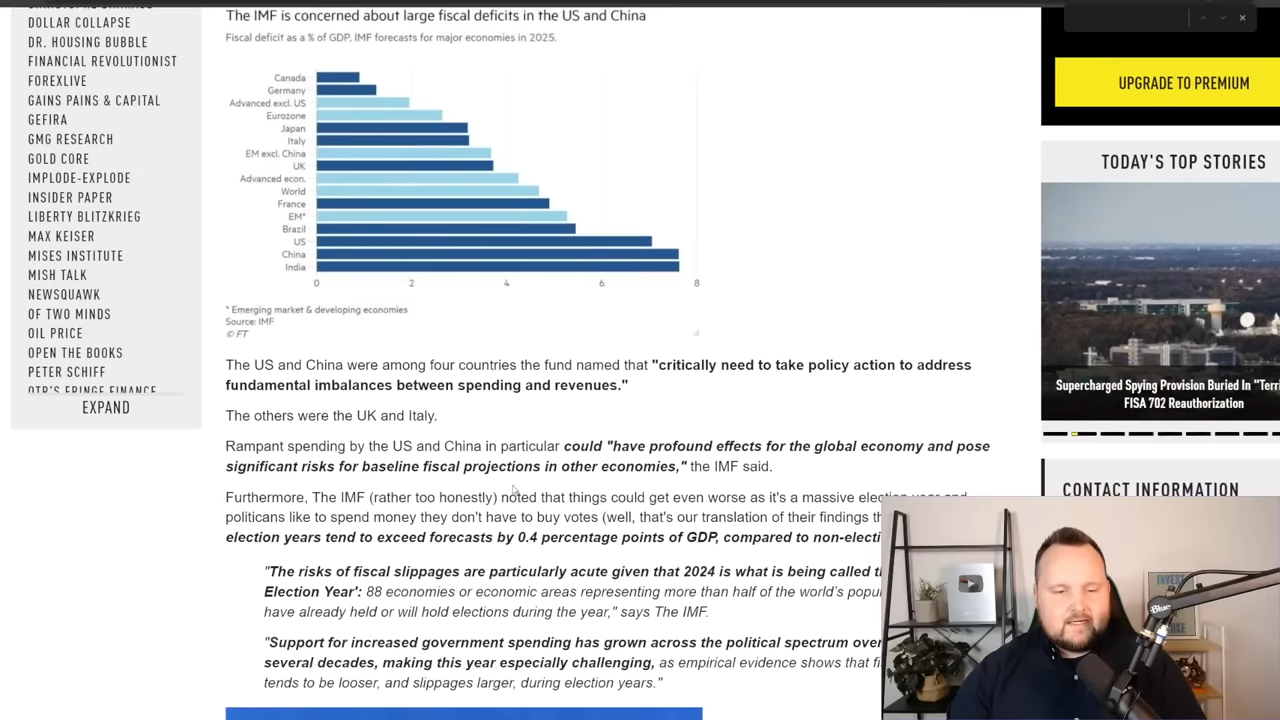 DOLLAR COLLAPSE
DR. HOUSING BUBBLE
FINANCIAL REVOLUTIONIST
FOREXLIVE
GAINS PAINS & CAPITAL
GEFIRA
GMG RESEARCH
GOLD CORE
IMPLODE-EXPLODE
INSIDER PAPER
LIBERTY BLITZKRIEG
MAX KEISER
MISES INSTITUTE
MISH TALK
NEWSQUAWK
OF TWO MINDS
OIL PRICE
OPEN THE BOOKS
PETER SCHIFF
QTR'S FRINGE FINANCE
EXPAND
The IMF is concerned about large fiscal deficits in the US and China
Fiscal deficit as a % of GDP, IMF forecasts for major economies in 2025.
Canada
Germany
Advanced excl. US
Eurozone
Japan
Italy
EM excl. China
UK
Advanced econ.
World
France
EM*
Brazil
US
China
India
0 2 4 6 8
* Emerging market & developing economies
Source: IMF
© FT
The US and China were among four countries the fund named that "critically need to take policy action to address
fundamental imbalances between spending and revenues."
The others were the UK and Italy.
Rampant spending by the US and China in particular could "have profound effects for the global economy and pose
significant risks for baseline fiscal projections in other economies," the IMF said.
Furthermore, The IMF (rather too honestly) noted that things could get even worse as it's a massive election year and
politicians like to spend money they don't have to buy votes (well, that's our translation of their findings
election years tend to exceed forecasts by 0.4 percentage points of GDP, compared to
"The risks of fiscal slippages are particularly acute given that 2024 is what is being called
Election Year': 88 economies or economic areas representing more than half of the world's
have already held or will hold elections during the year," says The IMF.
"Support for increased government spending has grown across the political spectrum
several decades, making this year especially challenging, as empirical evidence shows that
tends to be looser, and slippages larger, during election years."
UPGRADE TO PREMIUM
TODAY'S TOP STORIES
Supercharged Spying Provision Buried In
FISA 702 Reauthorization
CONTACT INFORMATION
INVEST
Blue